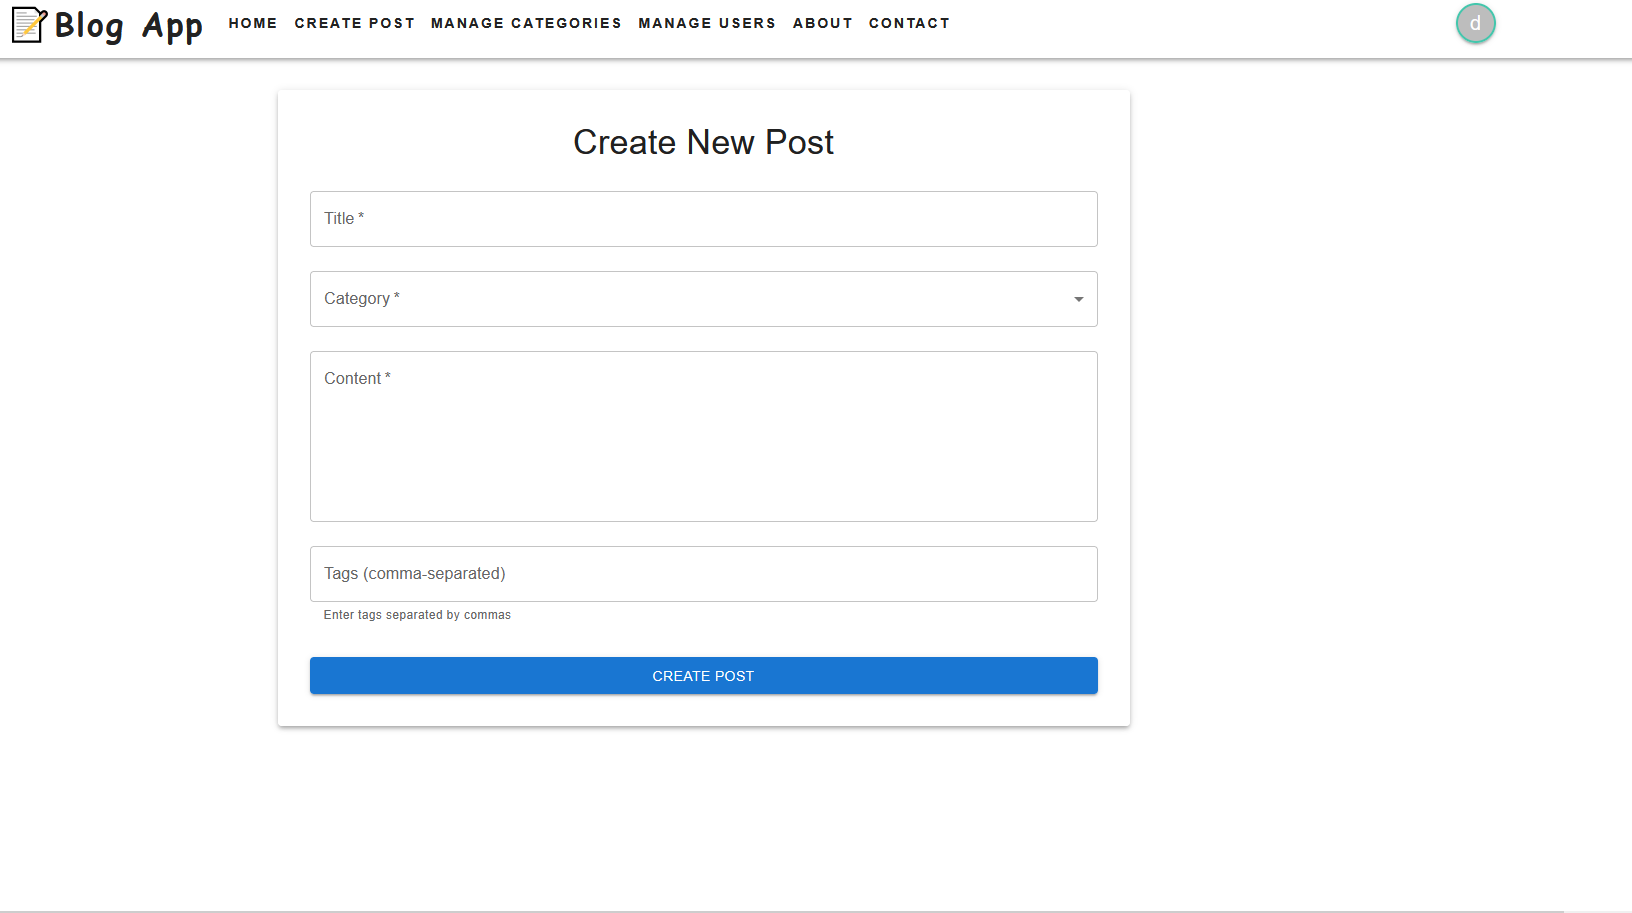 Blog App HOME CREATE POST MANAGE CATEGORIES MANAGE USERS ABOUT CONTACT d
Create New Post
Title *
Category *
Content *
Tags (comma-separated)
Enter tags separated by commas
CREATE POST